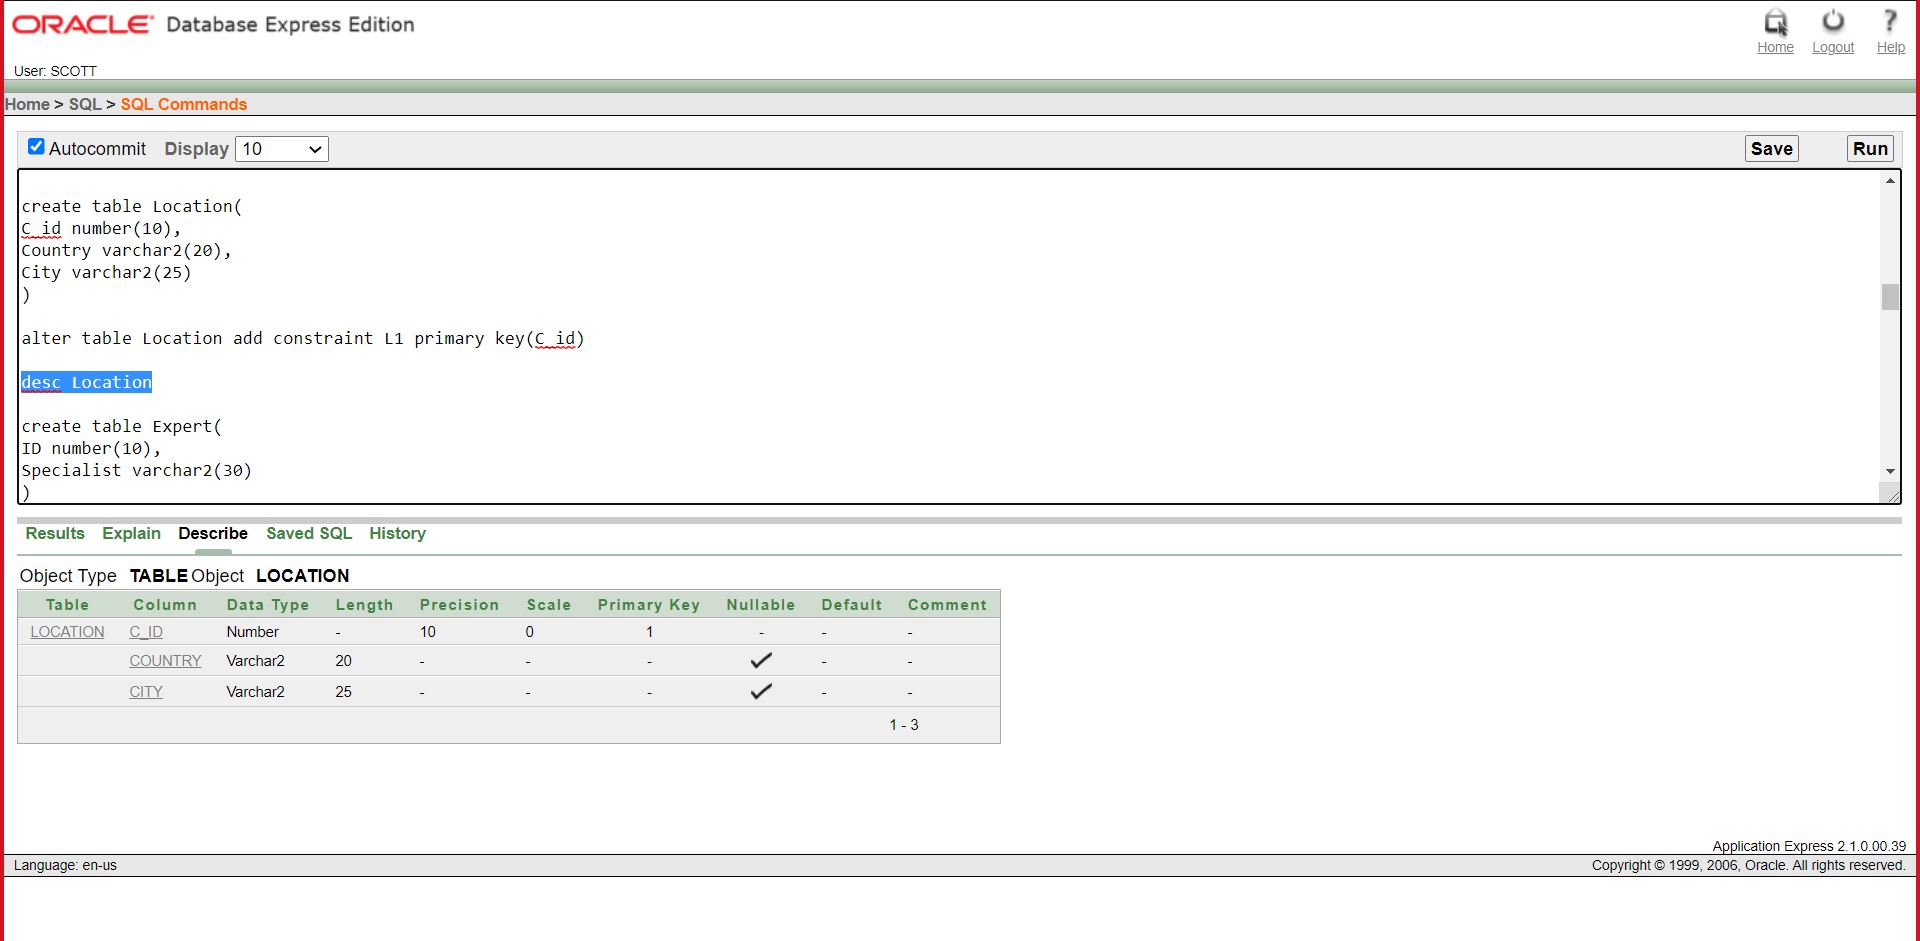 ORACLE Database Express Edition
Home Logout Help
User: SCOTT
Home > SQL > SQL Commands
Autocommit Display 10 Save Run
create table Location(
C_id number(10),
Country varchar2(20),
City varchar2(25)
)
alter table Location add constraint L1 primary key(C_id)
desc Location
create table Expert(
ID number(10),
Specialist varchar2(30)
)
Results Explain Describe Saved SQL History
Object Type TABLE Object LOCATION
Table Column Data Type Length Precision Scale Primary Key Nullable Default Comment
LOCATION C_ID Number - 10 0 1 - - -
COUNTRY Varchar2 20 - - - ✓ - -
CITY Varchar2 25 - - - ✓ - -
1 - 3
Application Express 2.1.0.00.39
Language: en-us Copyright © 1999, 2006, Oracle. All rights reserved.